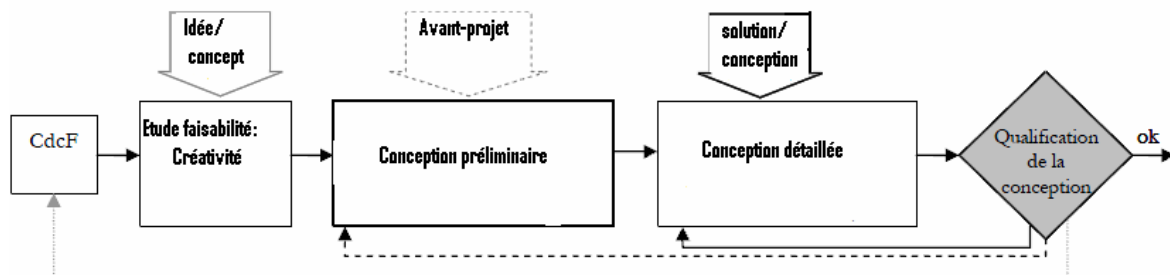 Idée/
concept
Avant-projet
solution/
conception
CdcF
Etude faisabilité:
Créativité
Conception préliminaire
Conception détaillée
Qualification
de la
conception
ok